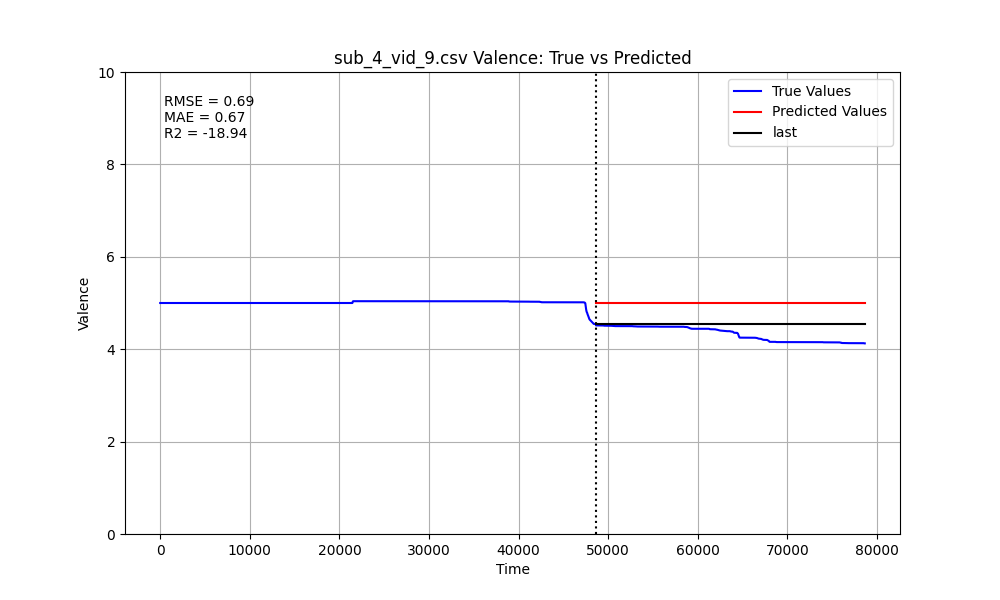 sub_4_vid_9.csv Valence: True vs Predicted
RMSE = 0.69
MAE = 0.67
R2 = -18.94
True Values
Predicted Values
last
10
8
6
4
2
0
Valence
0 10000 20000 30000 40000 50000 60000 70000 80000
Time